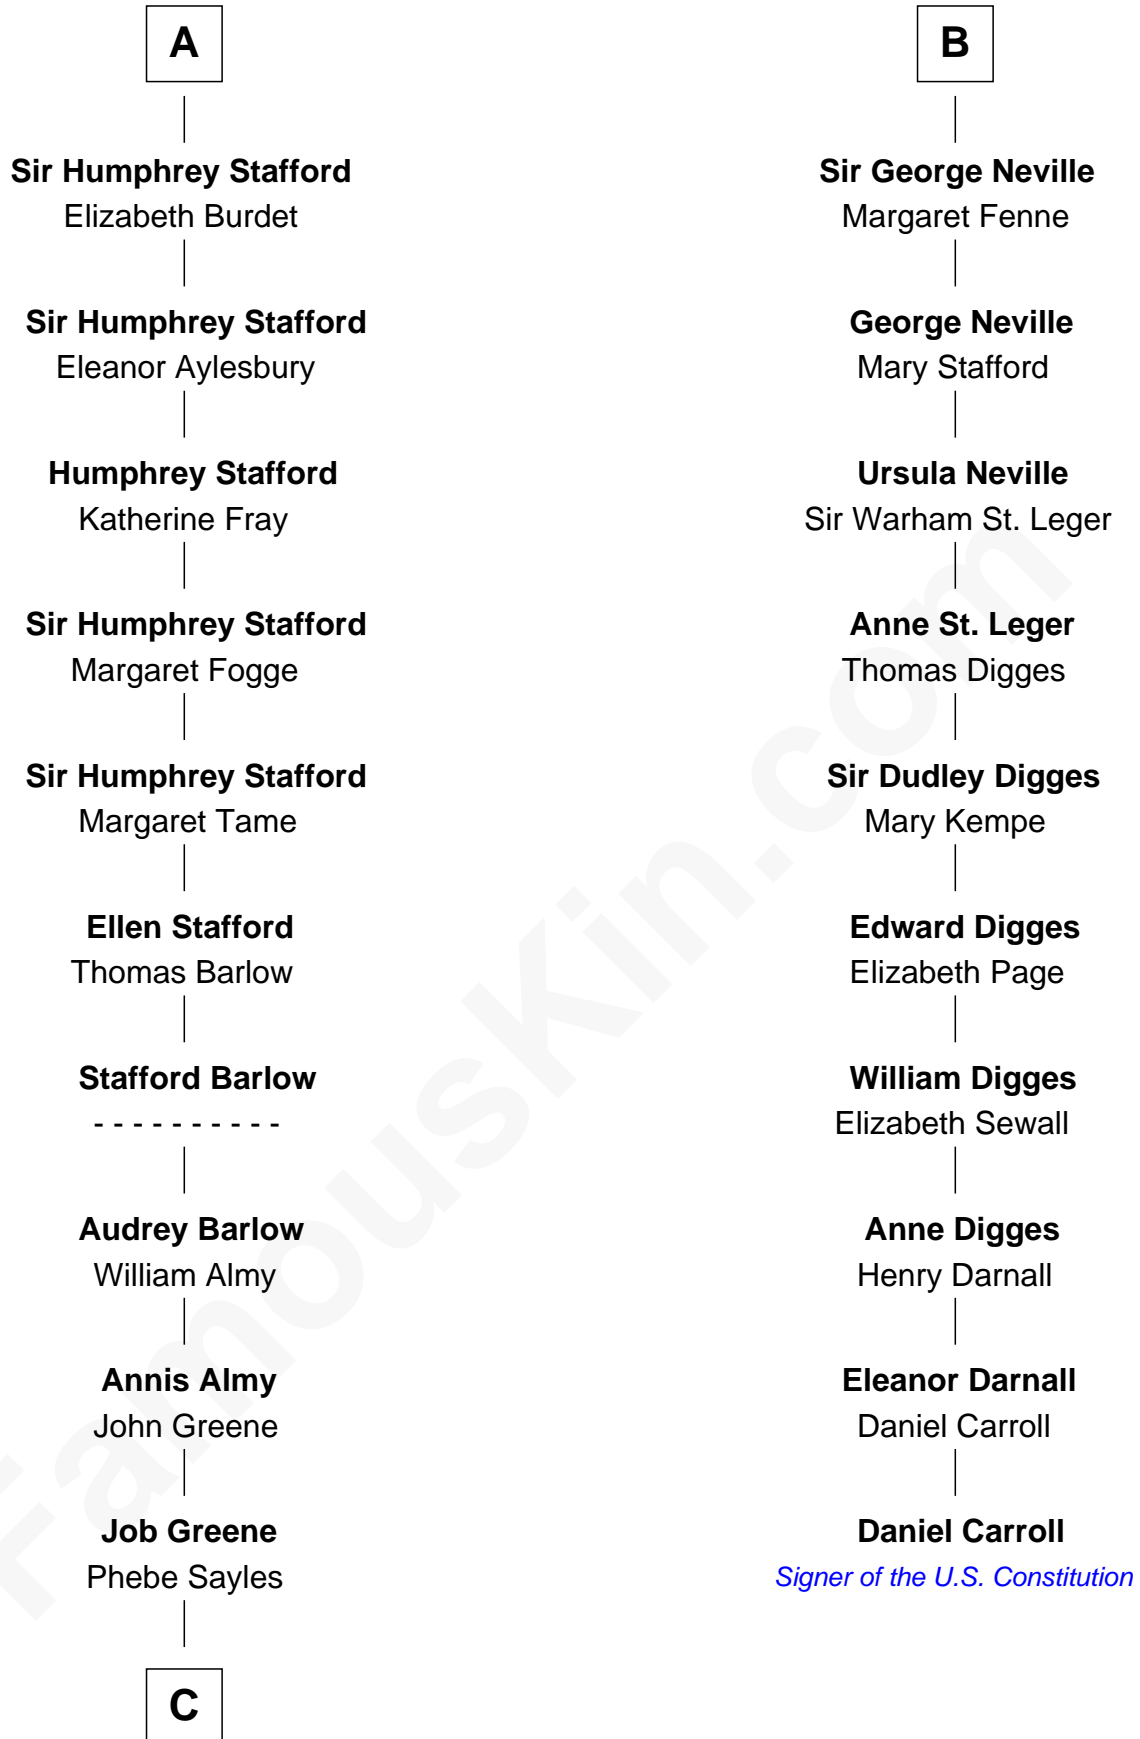 A
Sir Humphrey Stafford
Elizabeth Burdet
Sir Humphrey Stafford
Eleanor Aylesbury
Humphrey Stafford
Katherine Fray
Sir Humphrey Stafford
Margaret Fogge
Sir Humphrey Stafford
Margaret Tame
Ellen Stafford
Thomas Barlow
Stafford Barlow
- - - - - - - - - -
Audrey Barlow
William Almy
Annis Almy
John Greene
Job Greene
Phebe Sayles
C
B
Sir George Neville
Margaret Fenne
George Neville
Mary Stafford
Ursula Neville
Sir Warham St. Leger
Anne St. Leger
Thomas Digges
Sir Dudley Digges
Mary Kempe
Edward Digges
Elizabeth Page
William Digges
Elizabeth Sewall
Anne Digges
Henry Darnall
Eleanor Darnall
Daniel Carroll
Daniel Carroll
Signer of the U.S. Constitution
FamousKin.com